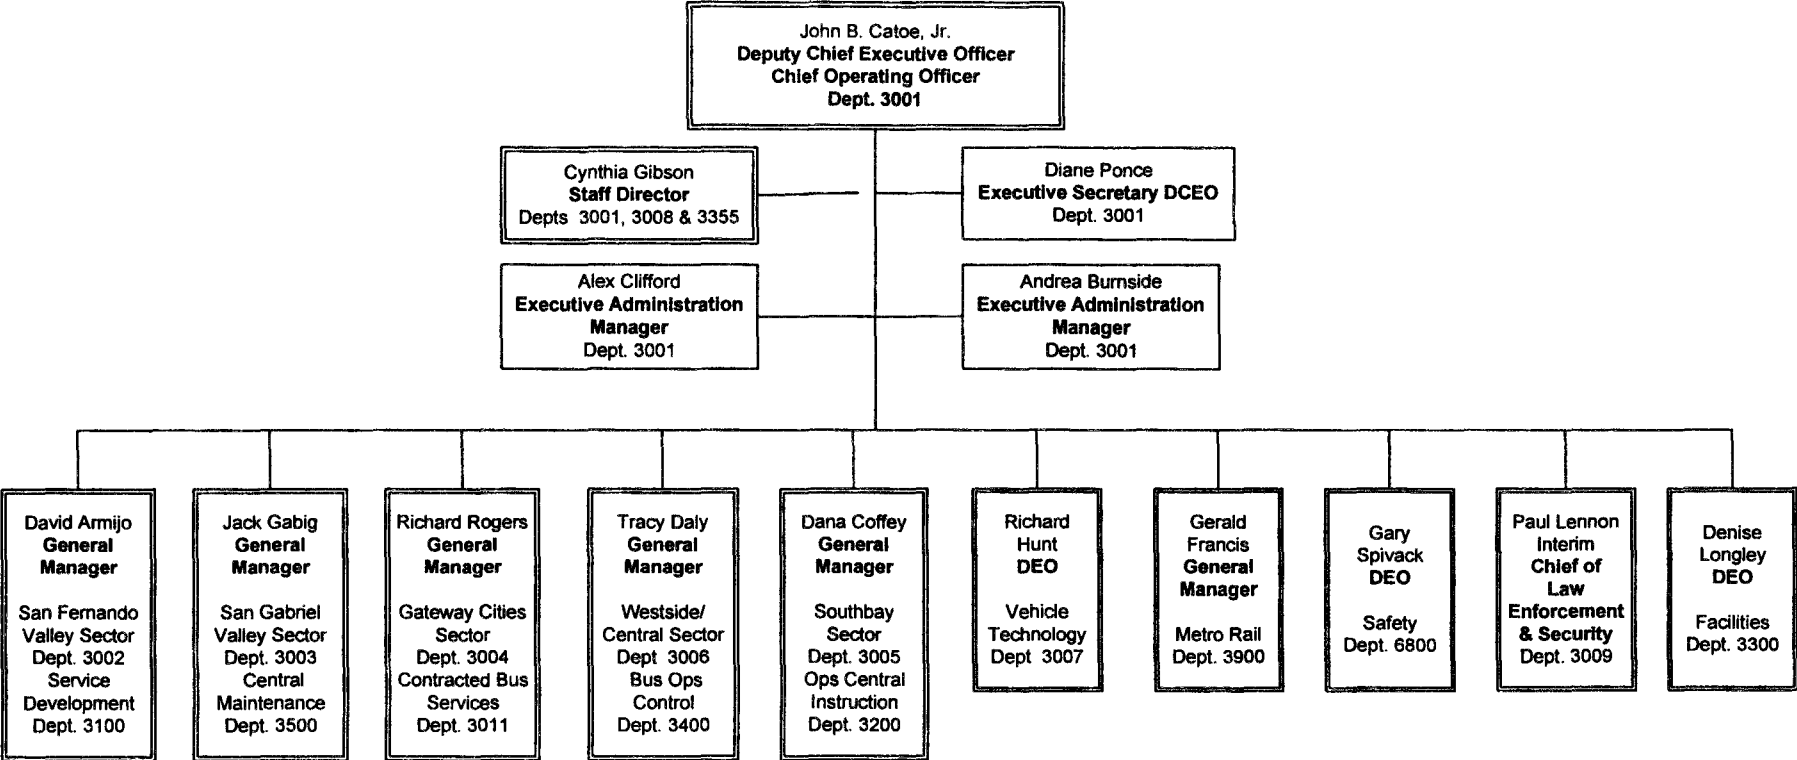 John B. Catoe, Jr.
Deputy Chief Executive Officer
Chief Operating Officer
Dept. 3001
Cynthia Gibson
Staff Director
Depts 3001, 3008 & 3355
Diane Ponce
Executive Secretary DCEO
Dept. 3001
Alex Clifford
Executive Administration
Manager
Dept. 3001
Andrea Burnside
Executive Administration
Manager
Dept. 3001
David Armijo
General
Manager
San Fernando
Valley Sector
Dept. 3002
Service
Development
Dept. 3100
Jack Gabig
General
Manager
San Gabriel
Valley Sector
Dept. 3003
Central
Maintenance
Dept. 3500
Richard Rogers
General
Manager
Gateway Cities
Sector
Dept. 3004
Contracted Bus
Services
Dept. 3011
Tracy Daly
General
Manager
Westside/
Central Sector
Dept 3006
Bus Ops
Control
Dept. 3400
Dana Coffey
General
Manager
Southbay
Sector
Dept. 3005
Ops Central
Instruction
Dept. 3200
Richard
Hunt
DEO
Vehicle
Technology
Dept 3007
Gerald
Francis
General
Manager
Metro Rail
Dept. 3900
Gary
Spivack
DEO
Safety
Dept. 6800
Paul Lennon
Interim
Chief of
Law
Enforcement
& Security
Dept. 3009
Denise
Longley
DEO
Facilities
Dept. 3300